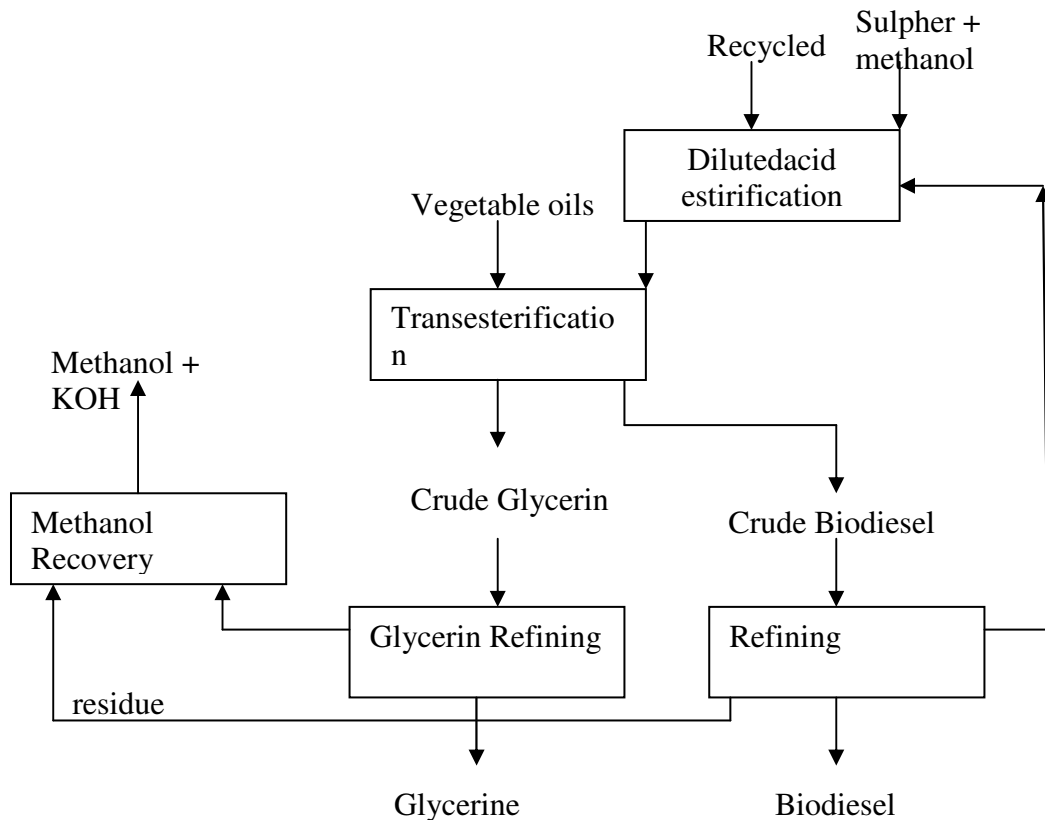 Recycled
Sulpher +
methanol
Dilutedacid
estirification
Vegetable oils
Transesterificatio
n
Methanol +
KOH
Crude Glycerin
Crude Biodiesel
Methanol
Recovery
Glycerin Refining
Refining
residue
Glycerine
Biodiesel